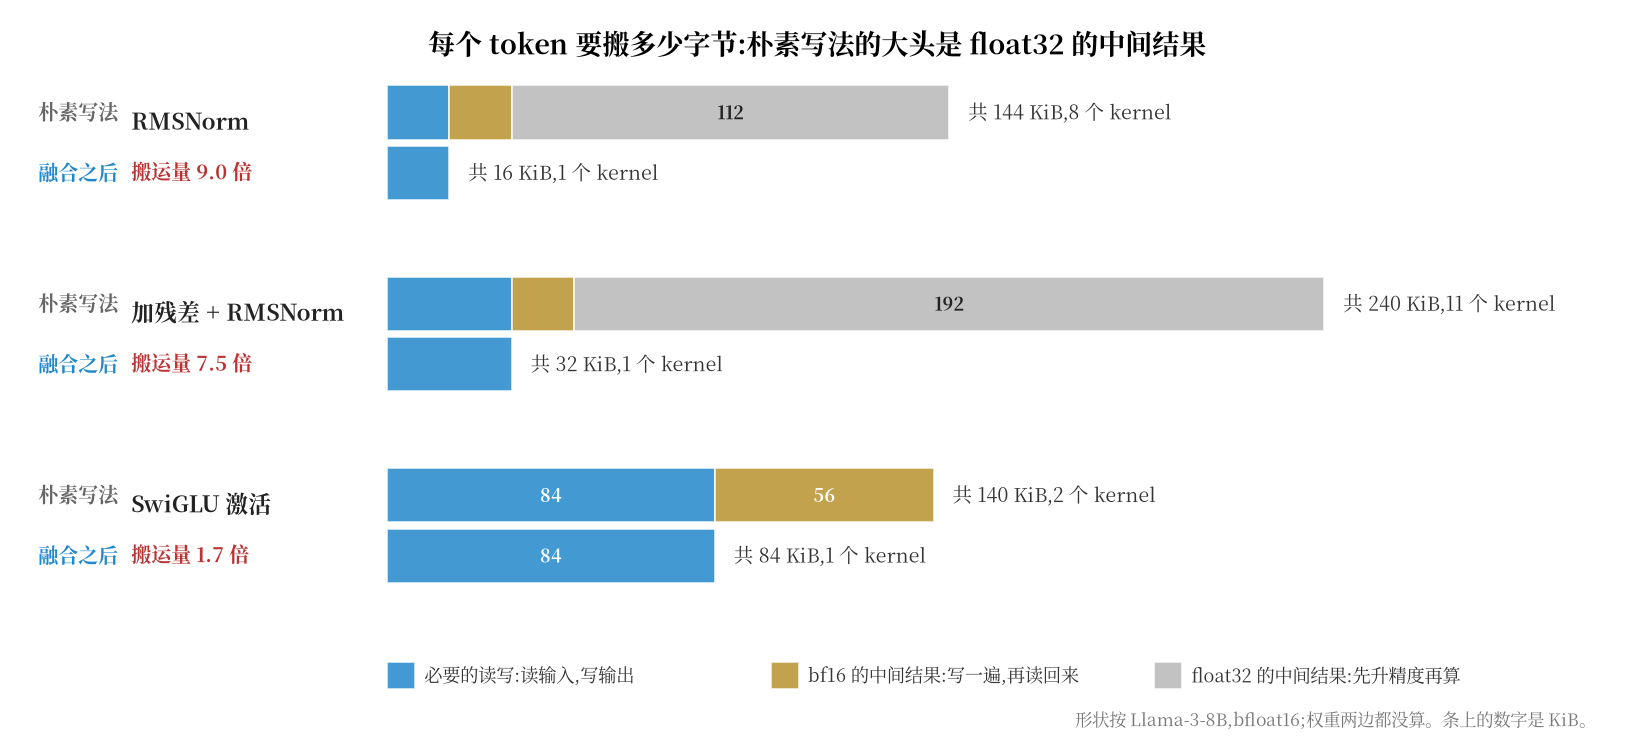 每个 token 要搬多少字节:朴素写法的大头是 float32 的中间结果
朴素写法 RMSNorm 112 共 144 KiB,8 个 kernel
融合之后 搬运量 9.0 倍 共 16 KiB,1 个 kernel
朴素写法 加残差 + RMSNorm 192 共 240 KiB,11 个 kernel
融合之后 搬运量 7.5 倍 共 32 KiB,1 个 kernel
朴素写法 SwiGLU 激活 84 56 共 140 KiB,2 个 kernel
融合之后 搬运量 1.7 倍 84 共 84 KiB,1 个 kernel
必要的读写:读输入,写输出 bf16 的中间结果:写一遍,再读回来 float32 的中间结果:先升精度再算
形状按 Llama-3-8B,bfloat16;权重两边都没算。条上的数字是 KiB。